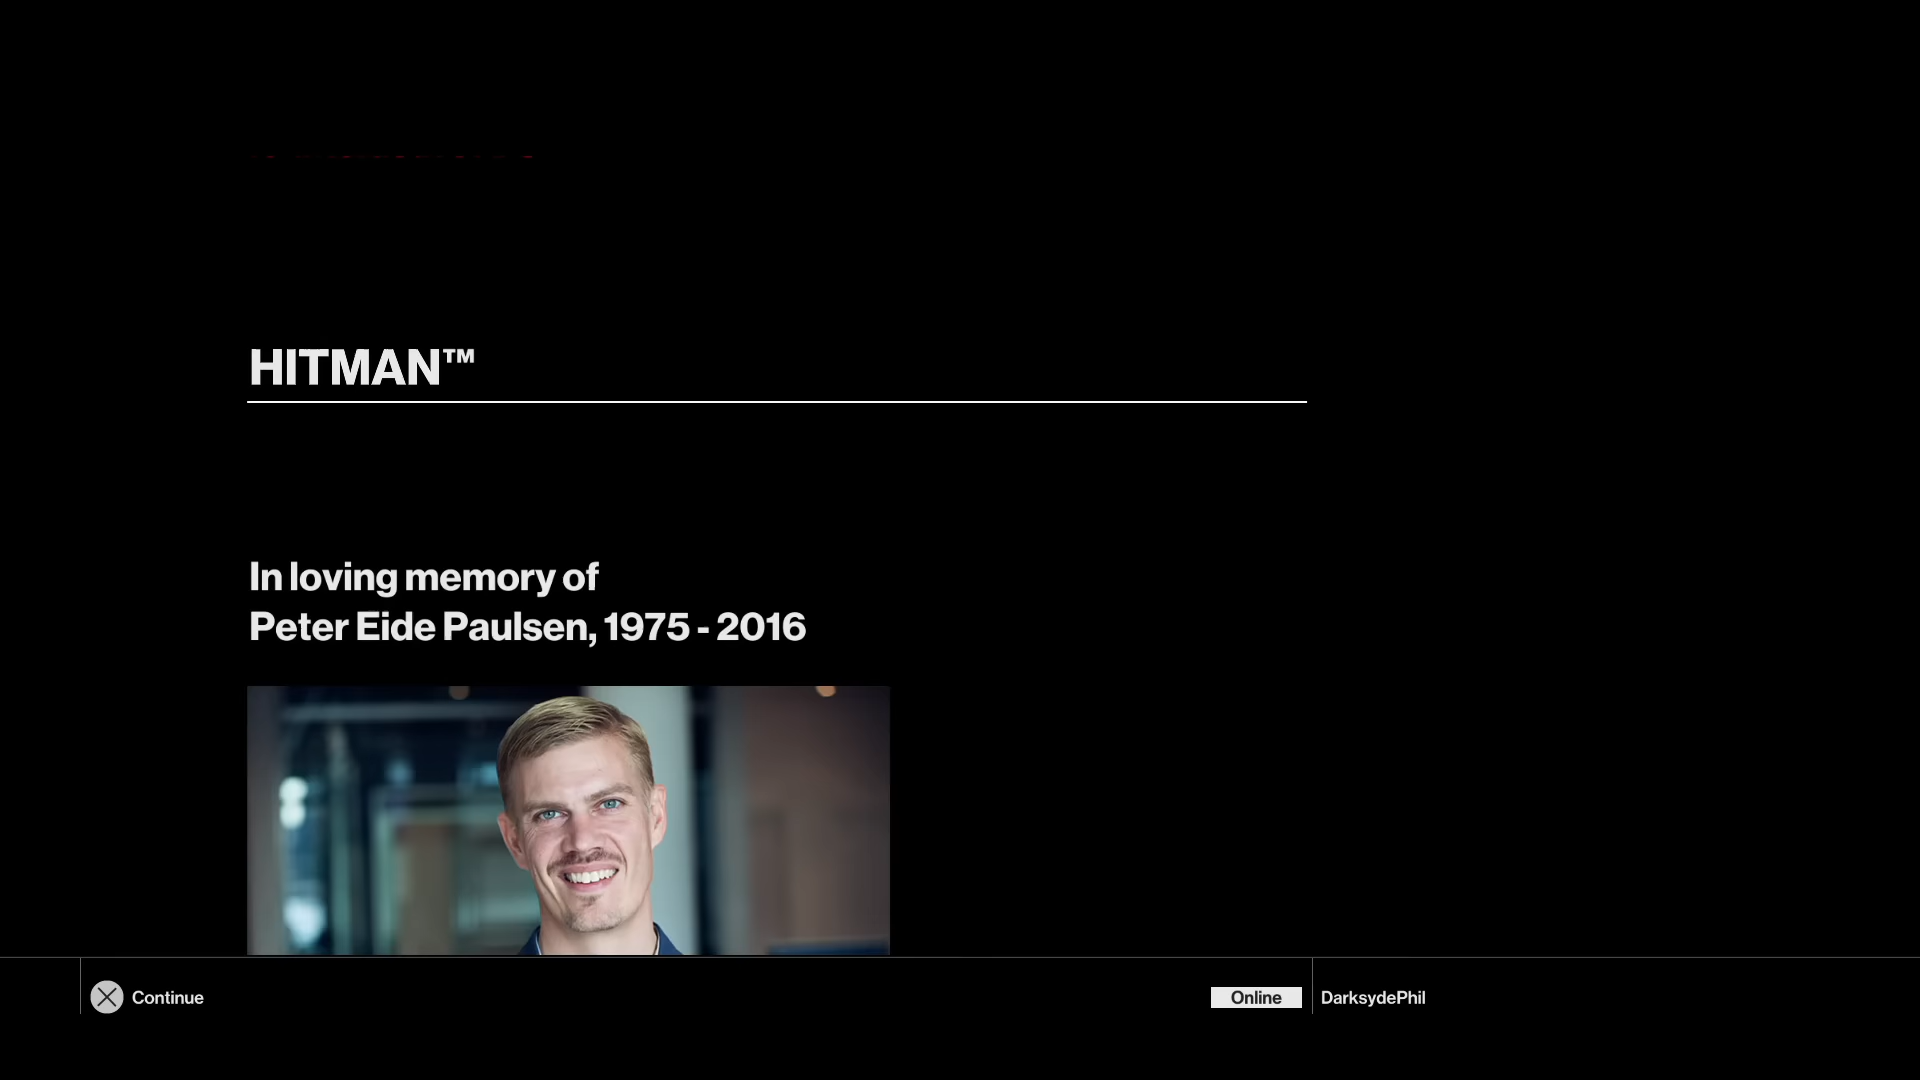 HITMAN™
In loving memory of
Peter Eide Paulsen, 1975 - 2016
Continue
Online
DarksydePhil